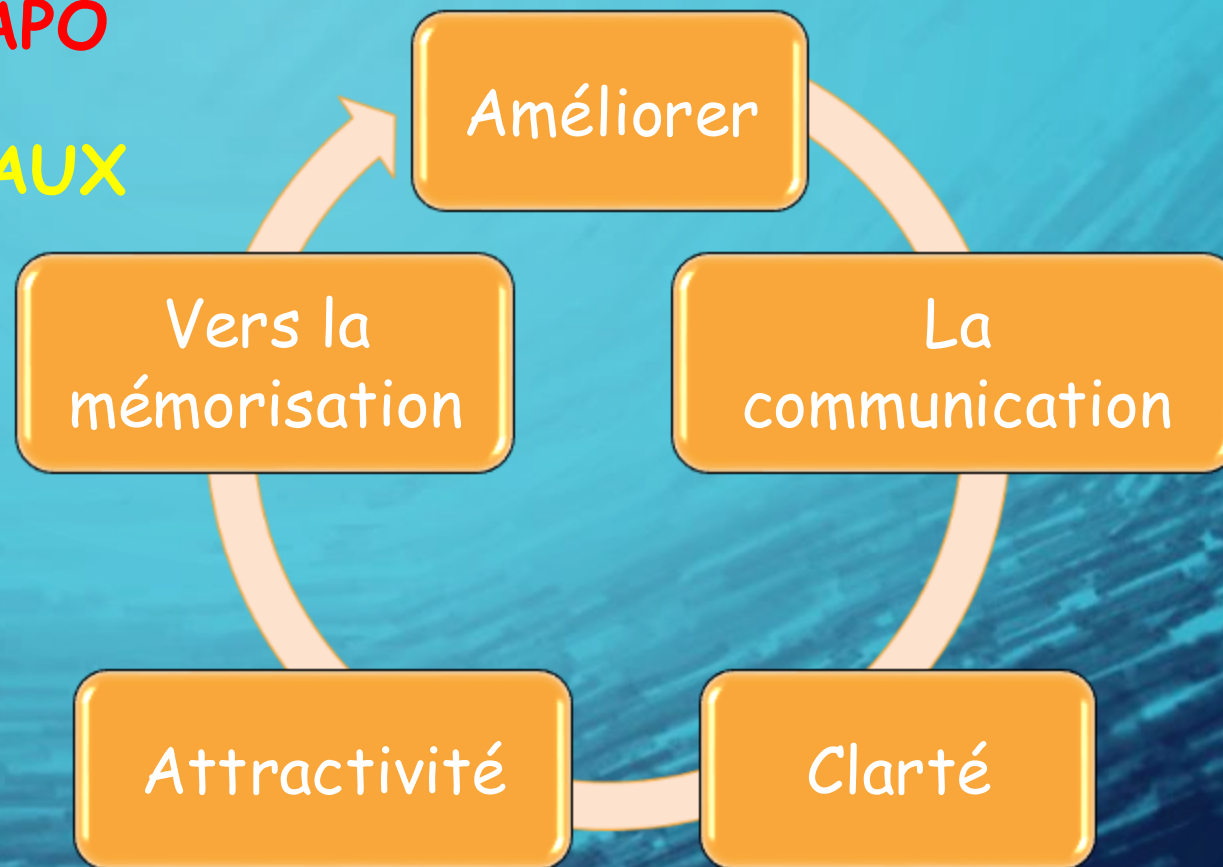 APO
AUX
Améliorer
La
communication
Clarté
Attractivité
Vers la
mémorisation